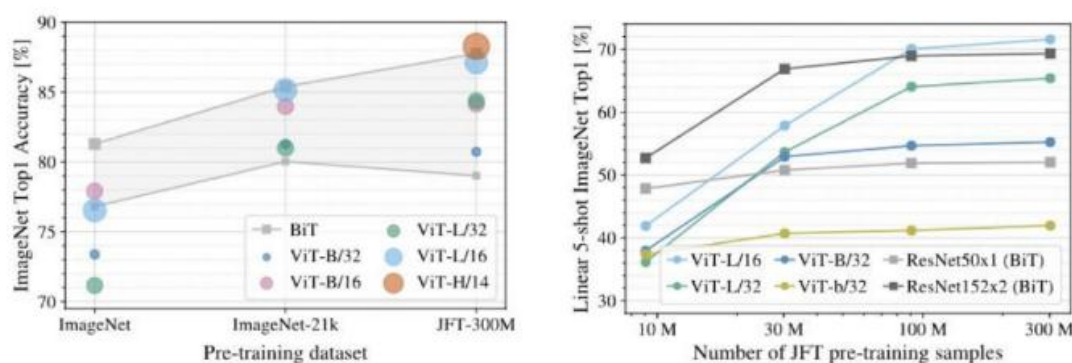 90
85
80
75
70
ImageNet Top1 Accuracy [%]
BiT
ViT-B/32
ViT-B/16
ViT-L/32
ViT-L/16
ViT-H/14
ImageNet
ImageNet-21k
JFT-300M
Pre-training dataset
70
60
50
40
30
Linear 5-shot ImageNet Top1 [%]
ViT-L/16
ViT-L/32
ViT-B/32
ViT-b/32
ResNet50x1 (BiT)
ResNet152x2 (BiT)
10 M
30 M
100 M
300 M
Number of JFT pre-training samples